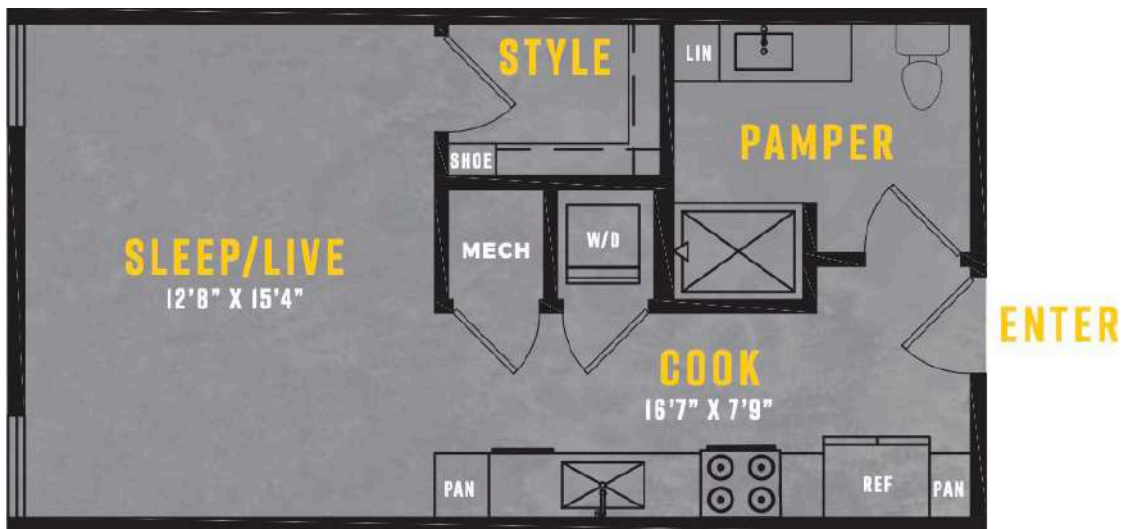 STYLE
LIN
PAMPER
SHOE
MECH
W/D
SLEEP/LIVE
12'8" X 15'4"
ENTER
COOK
16'7" X 7'9"
PAN
REF
PAN